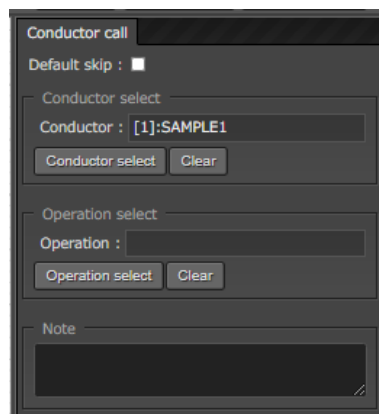 Conductor call
Default skip :
Conductor select
Conductor : [1]:SAMPLE1
Conductor select Clear
Operation select
Operation :
Operation select Clear
Note